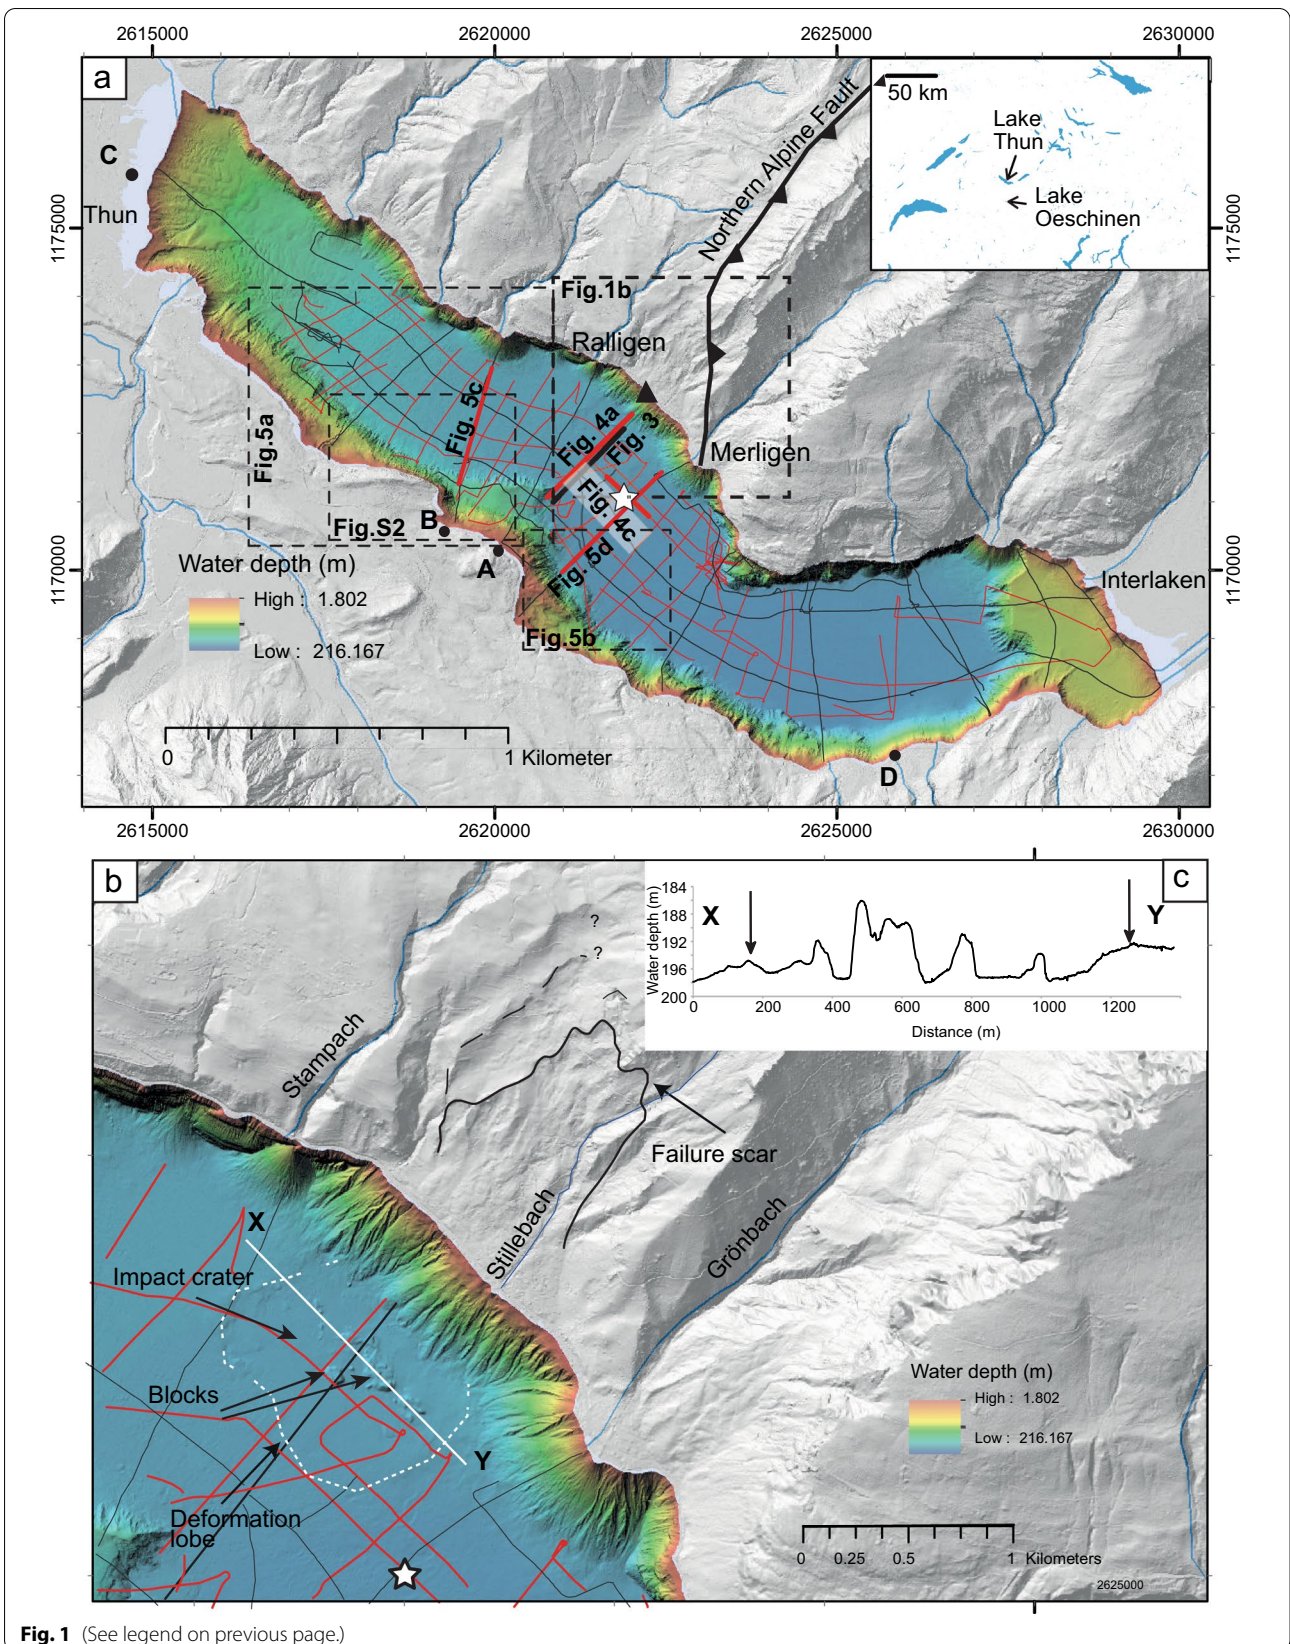 2615000 2620000 2625000 2630000
a
50 km
Lake
Thun
Lake
Oeschinen
Northern Alpine Fault
C
Thun
1175000
1175000
Fig.1b
Ralligen
Fig. 5c
Fig. 4a
Fig. 3
Merligen
Fig.5a
Fig. 4c
Fig.S2
B
A
Fig. 5d
Fig.5b
1170000
1170000
Interlaken
Water depth (m)
High : 1.802
Low : 216.167
0 1 Kilometer
D
2615000 2620000 2625000 2630000
b
c
X
Y
Water depth (m)
184
188
192
196
200
0 200 400 600 800 1000 1200
Distance (m)
?
?
Stampach
Failure scar
Stillebach
Grönbach
X
Impact crater
Blocks
Y
Deformation
lobe
Water depth (m)
High : 1.802
Low : 216.167
0 0.25 0.5 1 Kilometers
2625000
Fig. 1 (See legend on previous page.)